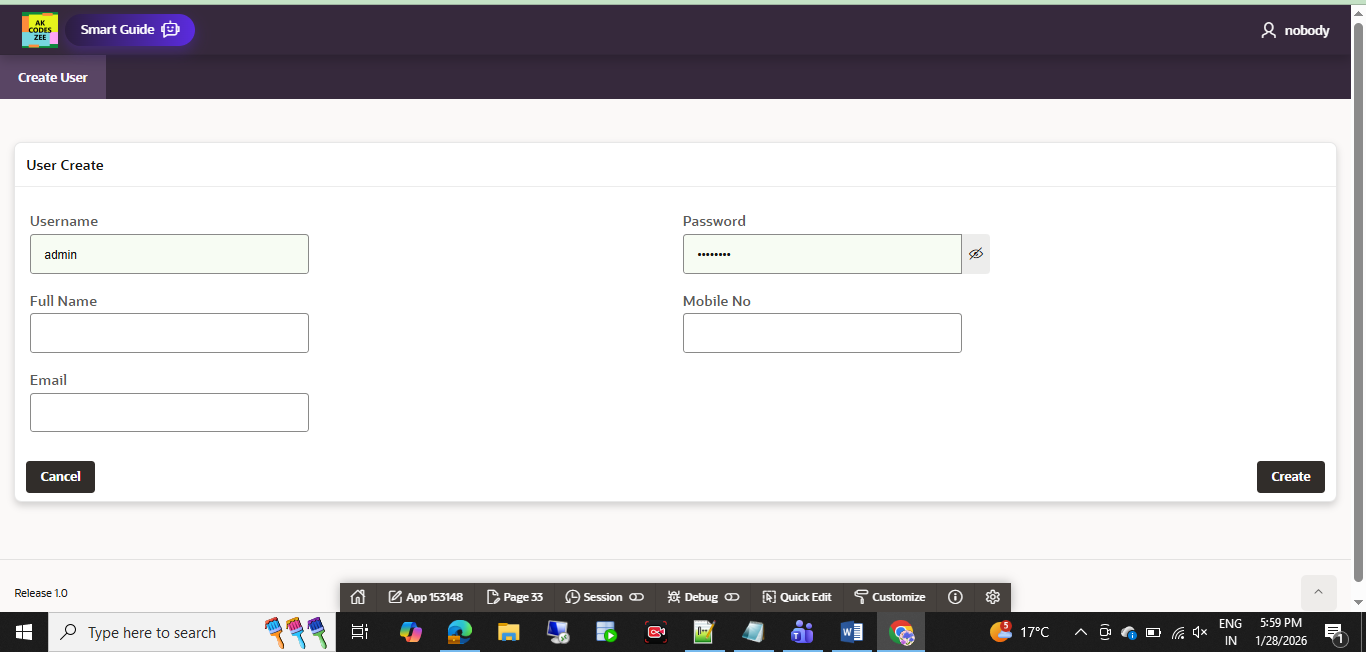 AK
CODES
ZEE
Smart Guide
nobody
Create User
User Create
Username
Password
admin
••••••••
Full Name
Mobile No
Email
Cancel
Create
Release 1.0
App 153148
Page 33
Session
Debug
Quick Edit
Customize
Type here to search
5
17°C
ENG
IN
5:59 PM
1/28/2026
1